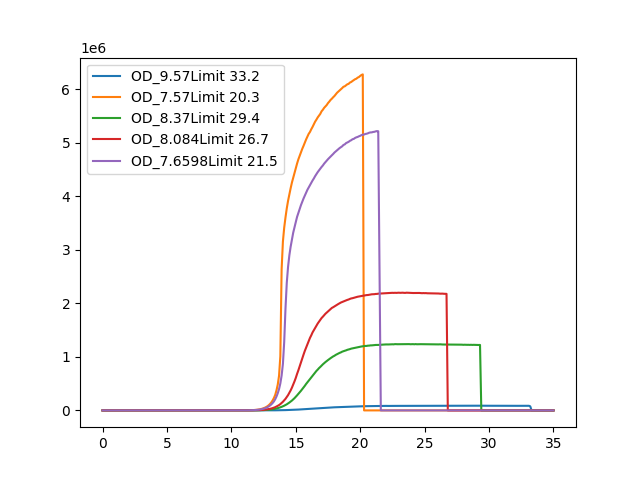 1e6
OD_9.57Limit 33.2
OD_7.57Limit 20.3
OD_8.37Limit 29.4
OD_8.084Limit 26.7
OD_7.6598Limit 21.5
6
5
4
3
2
1
0
0 5 10 15 20 25 30 35